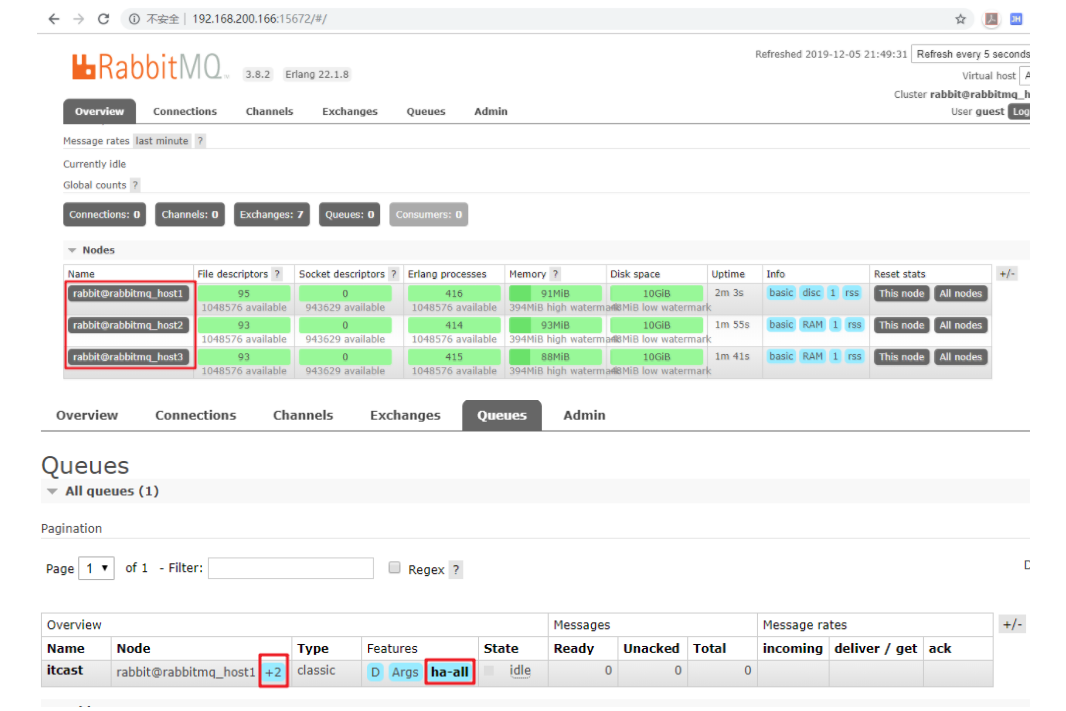 不安全 | 192.168.200.166:15672/#/
RabbitMQ™ 3.8.2 Erlang 22.1.8
Refreshed 2019-12-05 21:49:31 Refresh every 5 seconds
Virtual host
Cluster rabbit@rabbitmq_h
User guest Log
Overview Connections Channels Exchanges Queues Admin
Message rates last minute ?
Currently idle
Global counts ?
Connections: 0 Channels: 0 Exchanges: 7 Queues: 0 Consumers: 0
Nodes
Name File descriptors ? Socket descriptors ? Erlang processes Memory ? Disk space Uptime Info Reset stats +/-
rabbit@rabbitmq_host1 95 0 416 91MiB 10GiB 2m 3s basic disc 1 rss This node All nodes
1048576 available 943629 available 1048576 available 394MiB high watermark 48MiB low watermark
rabbit@rabbitmq_host2 93 0 414 93MiB 10GiB 1m 55s basic RAM 1 rss This node All nodes
1048576 available 943629 available 1048576 available 394MiB high watermark 48MiB low watermark
rabbit@rabbitmq_host3 93 0 415 88MiB 10GiB 1m 41s basic RAM 1 rss This node All nodes
1048576 available 943629 available 1048576 available 394MiB high watermark 48MiB low watermark
Overview Connections Channels Exchanges Queues Admin
Queues
All queues (1)
Pagination
Page 1 of 1 - Filter: Regex ?
Overview Messages Message rates +/-
Name Node Type Features State Ready Unacked Total incoming deliver / get ack
itcast rabbit@rabbitmq_host1 +2 classic D Args ha-all idle 0 0 0